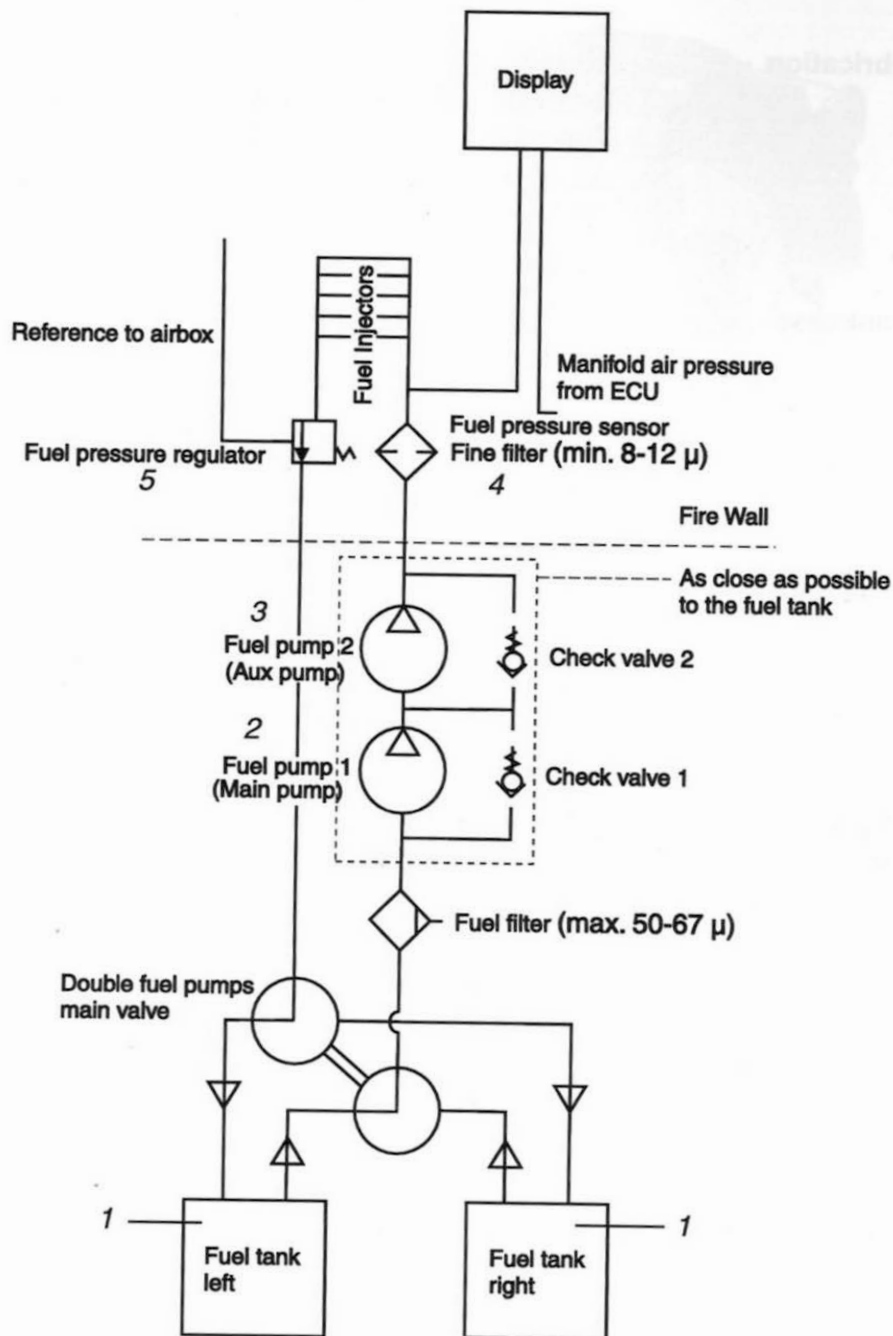 brication
Display
Fuel Injectors
Reference to airbox
Manifold air pressure
from ECU
Fuel pressure regulator
5
Fuel pressure sensor
Fine filter (min. 8-12 µ)
4
Fire Wall
As close as possible
to the fuel tank
3
Fuel pump 2
(Aux pump)
Check valve 2
2
Fuel pump 1
(Main pump)
Check valve 1
Fuel filter (max. 50-67 µ)
Double fuel pumps
main valve
1
Fuel tank
left
Fuel tank
right
1